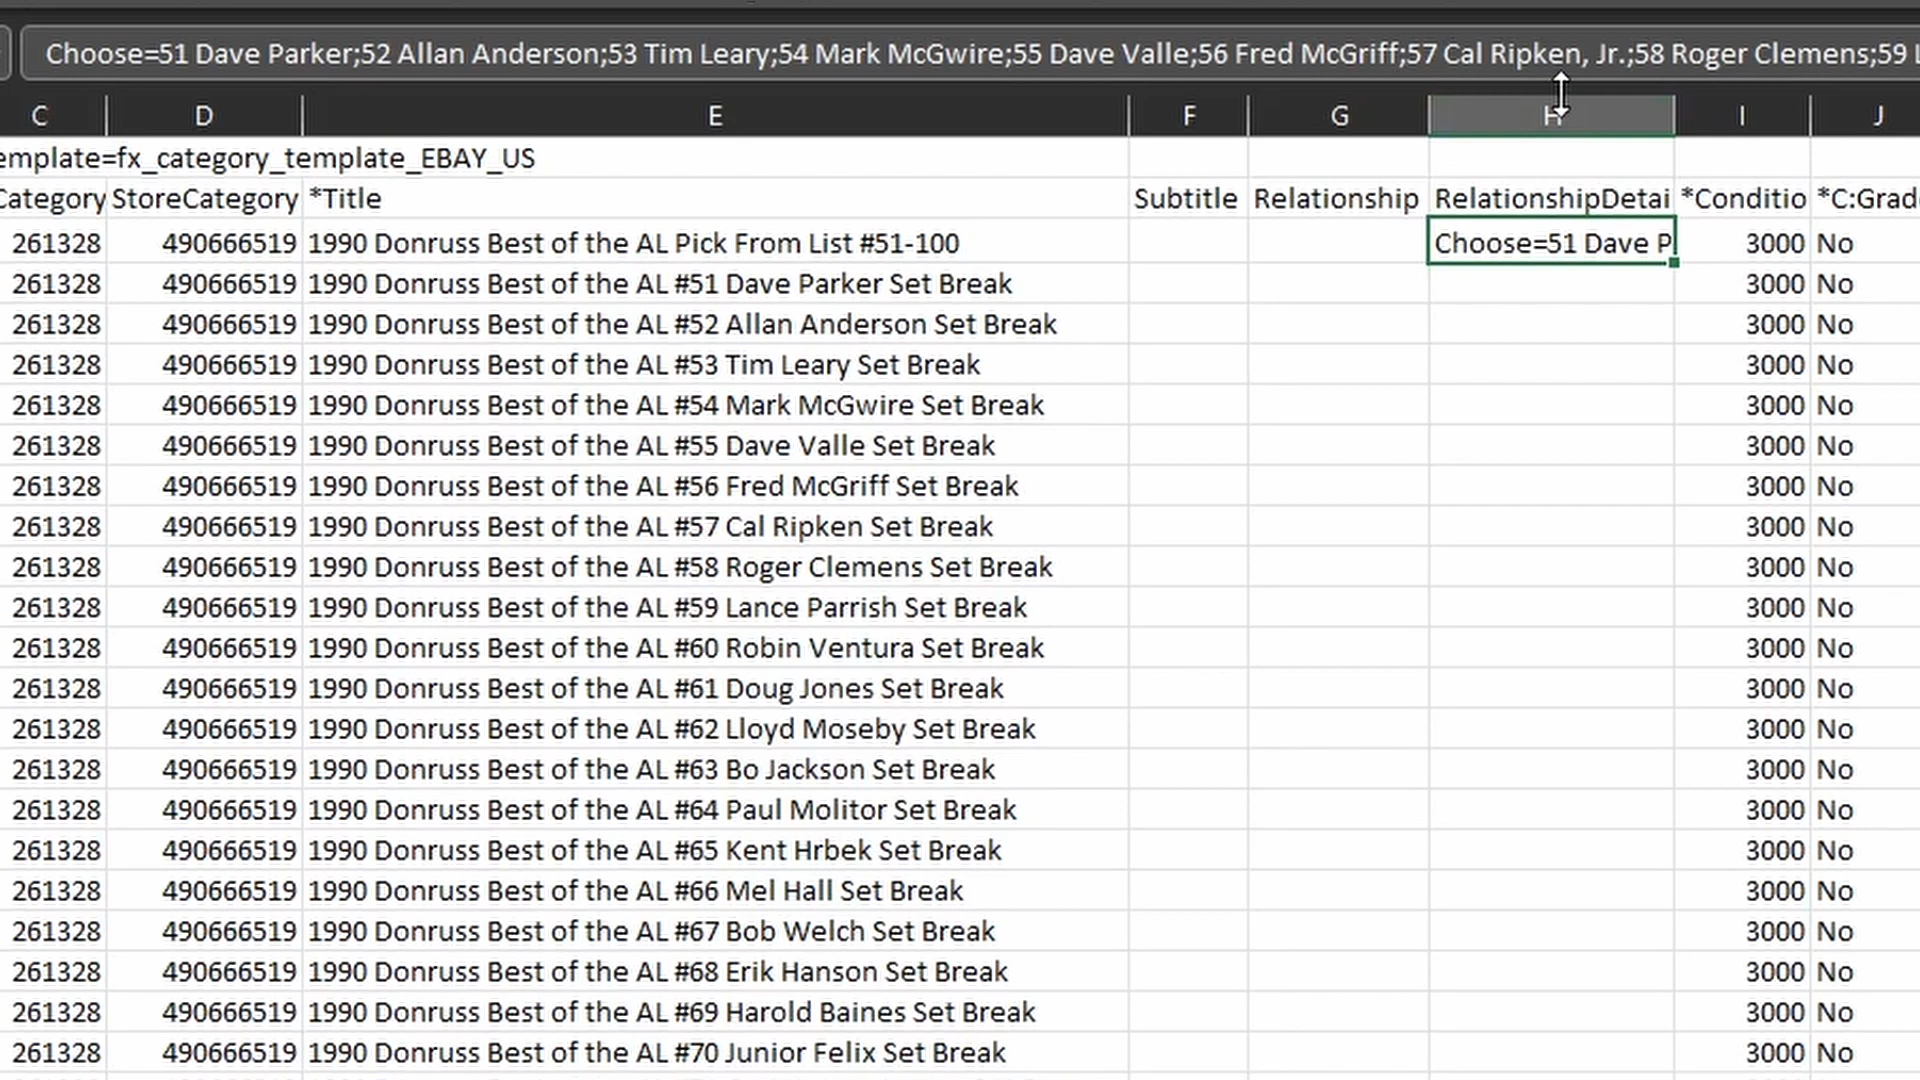 Choose=51 Dave Parker;52 Allan Anderson;53 Tim Leary;54 Mark McGwire;55 Dave Valle;56 Fred McGriff;57 Cal Ripken, Jr.;58 Roger Clemens;59 L
C D E F G H I J
emplate=fx_category_template_EBAY_US
Category StoreCategory *Title Subtitle Relationship RelationshipDetai *Conditio *C:Grad
261328 490666519 1990 Donruss Best of the AL Pick From List #51-100 Choose=51 Dave P 3000 No
261328 490666519 1990 Donruss Best of the AL #51 Dave Parker Set Break 3000 No
261328 490666519 1990 Donruss Best of the AL #52 Allan Anderson Set Break 3000 No
261328 490666519 1990 Donruss Best of the AL #53 Tim Leary Set Break 3000 No
261328 490666519 1990 Donruss Best of the AL #54 Mark McGwire Set Break 3000 No
261328 490666519 1990 Donruss Best of the AL #55 Dave Valle Set Break 3000 No
261328 490666519 1990 Donruss Best of the AL #56 Fred McGriff Set Break 3000 No
261328 490666519 1990 Donruss Best of the AL #57 Cal Ripken Set Break 3000 No
261328 490666519 1990 Donruss Best of the AL #58 Roger Clemens Set Break 3000 No
261328 490666519 1990 Donruss Best of the AL #59 Lance Parrish Set Break 3000 No
261328 490666519 1990 Donruss Best of the AL #60 Robin Ventura Set Break 3000 No
261328 490666519 1990 Donruss Best of the AL #61 Doug Jones Set Break 3000 No
261328 490666519 1990 Donruss Best of the AL #62 Lloyd Moseby Set Break 3000 No
261328 490666519 1990 Donruss Best of the AL #63 Bo Jackson Set Break 3000 No
261328 490666519 1990 Donruss Best of the AL #64 Paul Molitor Set Break 3000 No
261328 490666519 1990 Donruss Best of the AL #65 Kent Hrbek Set Break 3000 No
261328 490666519 1990 Donruss Best of the AL #66 Mel Hall Set Break 3000 No
261328 490666519 1990 Donruss Best of the AL #67 Bob Welch Set Break 3000 No
261328 490666519 1990 Donruss Best of the AL #68 Erik Hanson Set Break 3000 No
261328 490666519 1990 Donruss Best of the AL #69 Harold Baines Set Break 3000 No
261328 490666519 1990 Donruss Best of the AL #70 Junior Felix Set Break 3000 No